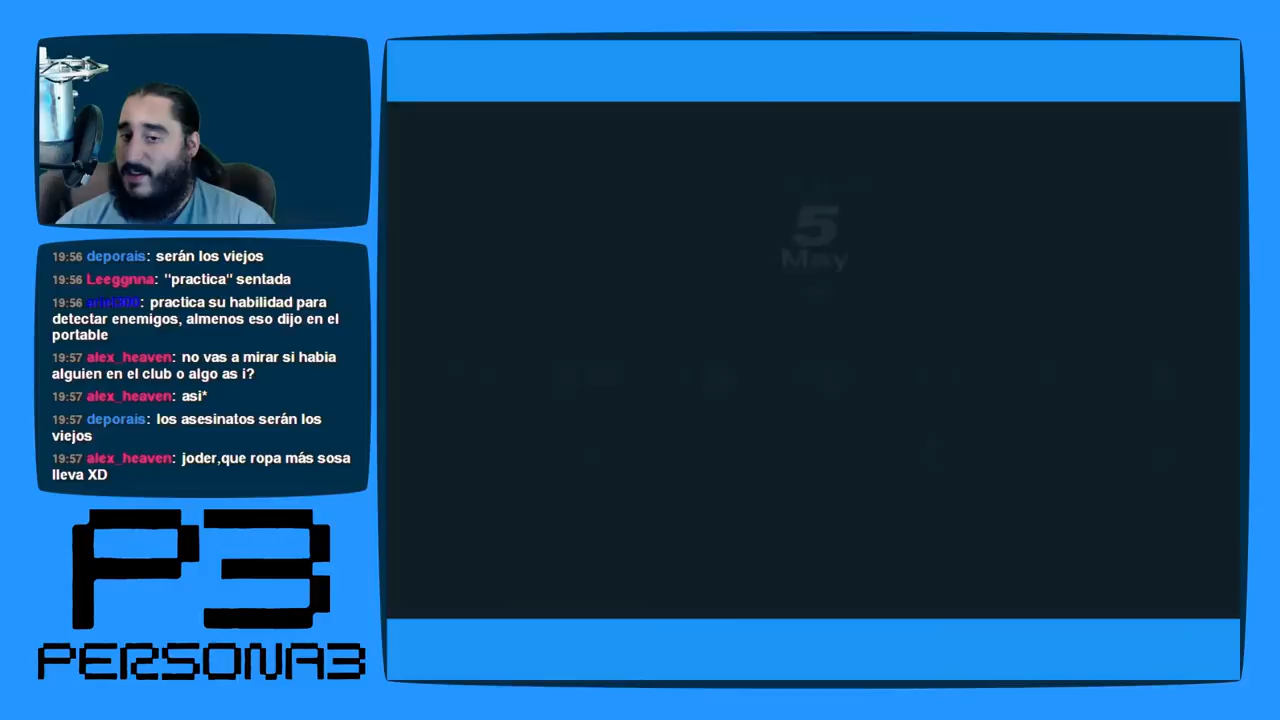 19:56 deporais: serán los viejos
19:56 Leeggnna: "practica" sentada
19:56 : practica su habilidad para
detectar enemigos, almenos eso dijo en el
portable
19:57 alex_heaven: no vas a mirar si habia
alguien en el club o algo as i?
19:57 alex_heaven: asi*
19:57 deporais: los asesinatos serán los
viejos
19:57 alex_heaven: joder,que ropa más sosa
lleva XD
P3
PERSONA3
5
May